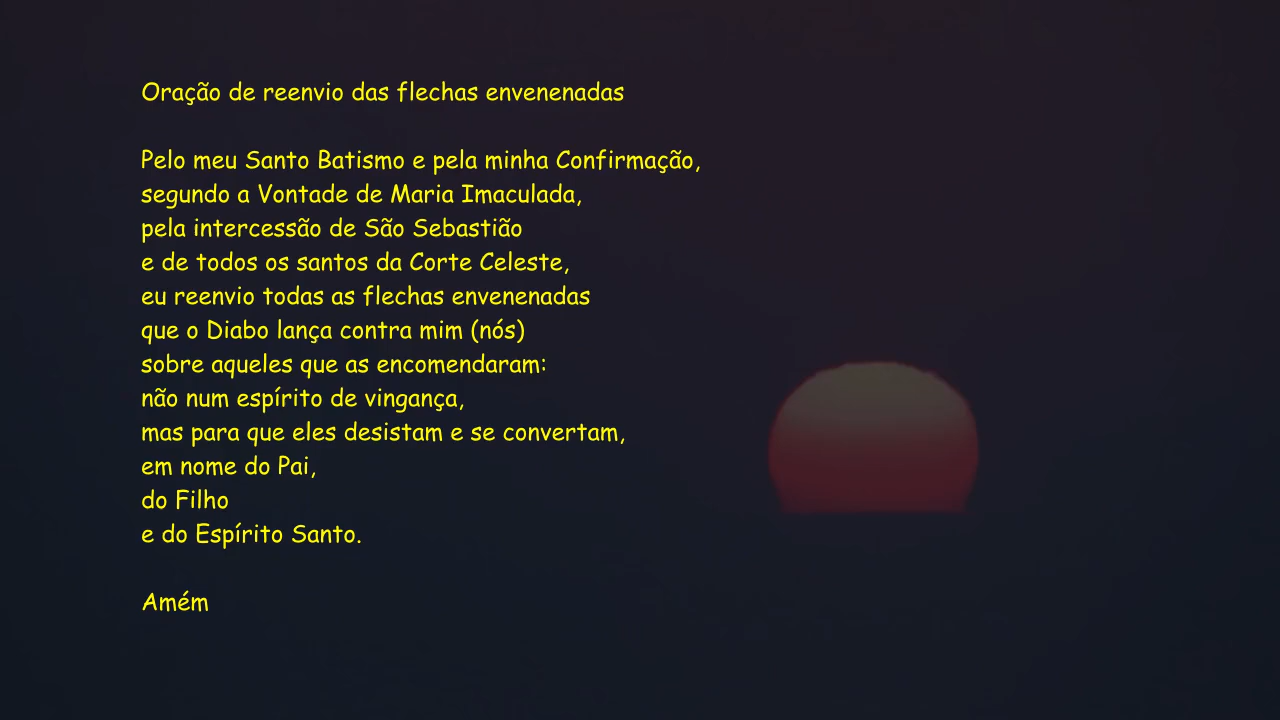 Oração de reenvio das flechas envenenadas
Pelo meu Santo Batismo e pela minha Confirmação,
segundo a Vontade de Maria Imaculada,
pela intercessão de São Sebastião
e de todos os santos da Corte Celeste,
eu reenvio todas as flechas envenenadas
que o Diabo lança contra mim (nós)
sobre aqueles que as encomendaram:
não num espírito de vingança,
mas para que eles desistam e se convertam,
em nome do Pai,
do Filho
e do Espírito Santo.
Amém